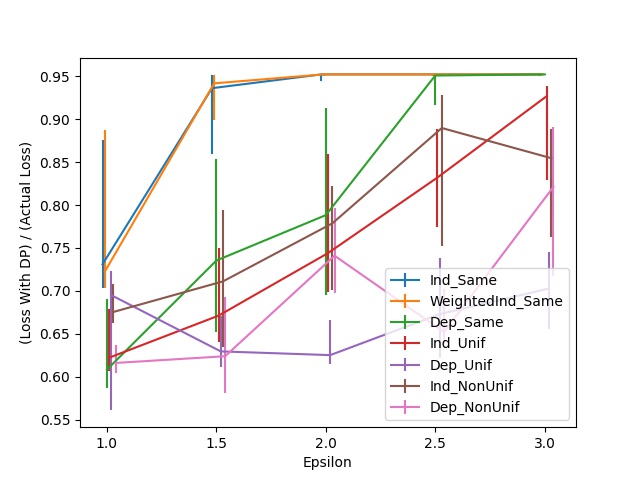 (Loss With DP) / (Actual Loss)
0.95
0.90
0.85
0.80
0.75
0.70
0.65
0.60
0.55
Ind_Same
WeightedInd_Same
Dep_Same
Ind_Unif
Dep_Unif
Ind_NonUnif
Dep_NonUnif
1.0 1.5 2.0 2.5 3.0
Epsilon